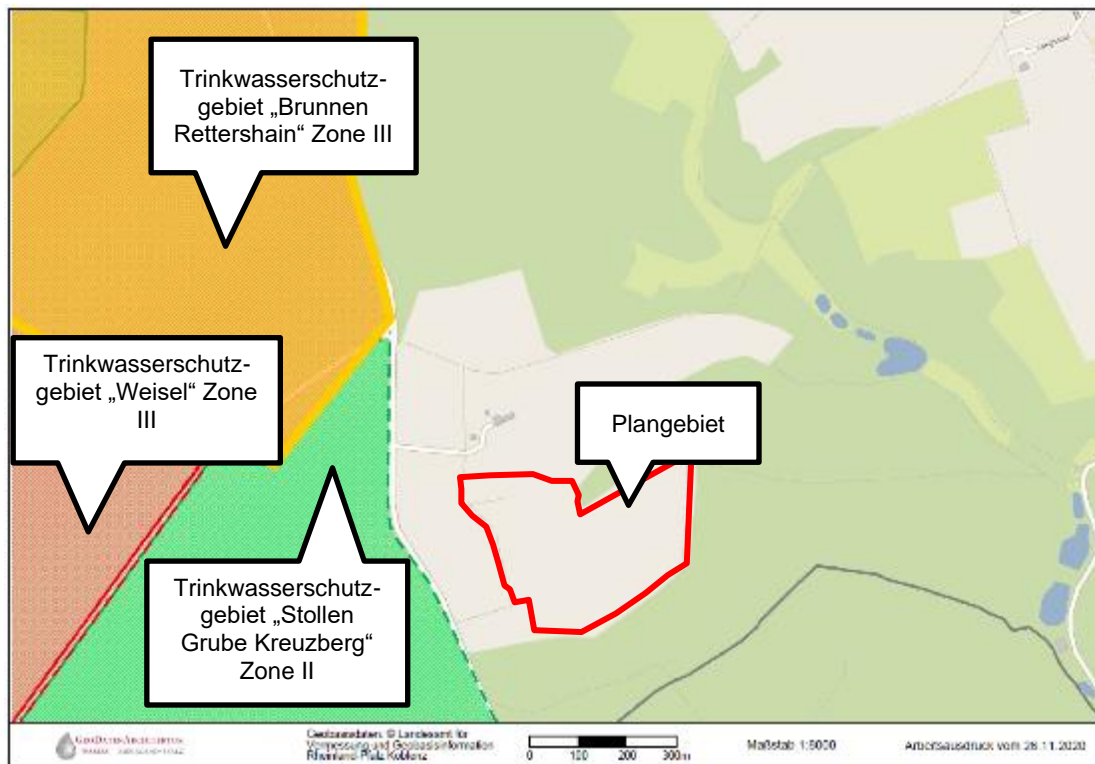 Trinkwasserschutz-
gebiet „Brunnen
Rettershain“ Zone III
Trinkwasserschutz-
gebiet „Weisel“ Zone
III
Plangebiet
Trinkwasserschutz-
gebiet „Stollen
Grube Kreuzberg“
Zone II
Geobasisdaten: © Landesamt für
Vermessung und Geobasisinformation
Rheinland-Pfalz Koblenz
0 100 200 300m
Maßstab 1:8000
Arbeitsausdruck vom 26.11.2020